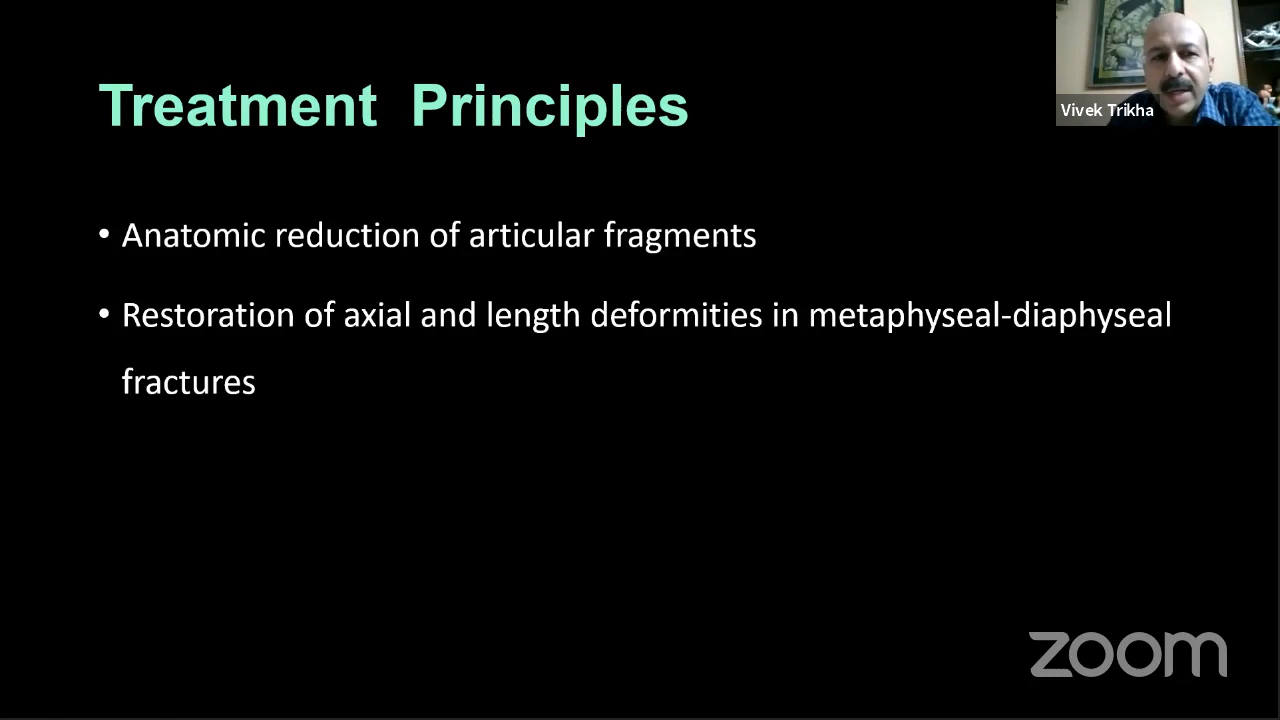 Treatment Principles
Vivek Trikha
• Anatomic reduction of articular fragments
• Restoration of axial and length deformities in metaphyseal-diaphyseal
fractures
zoom